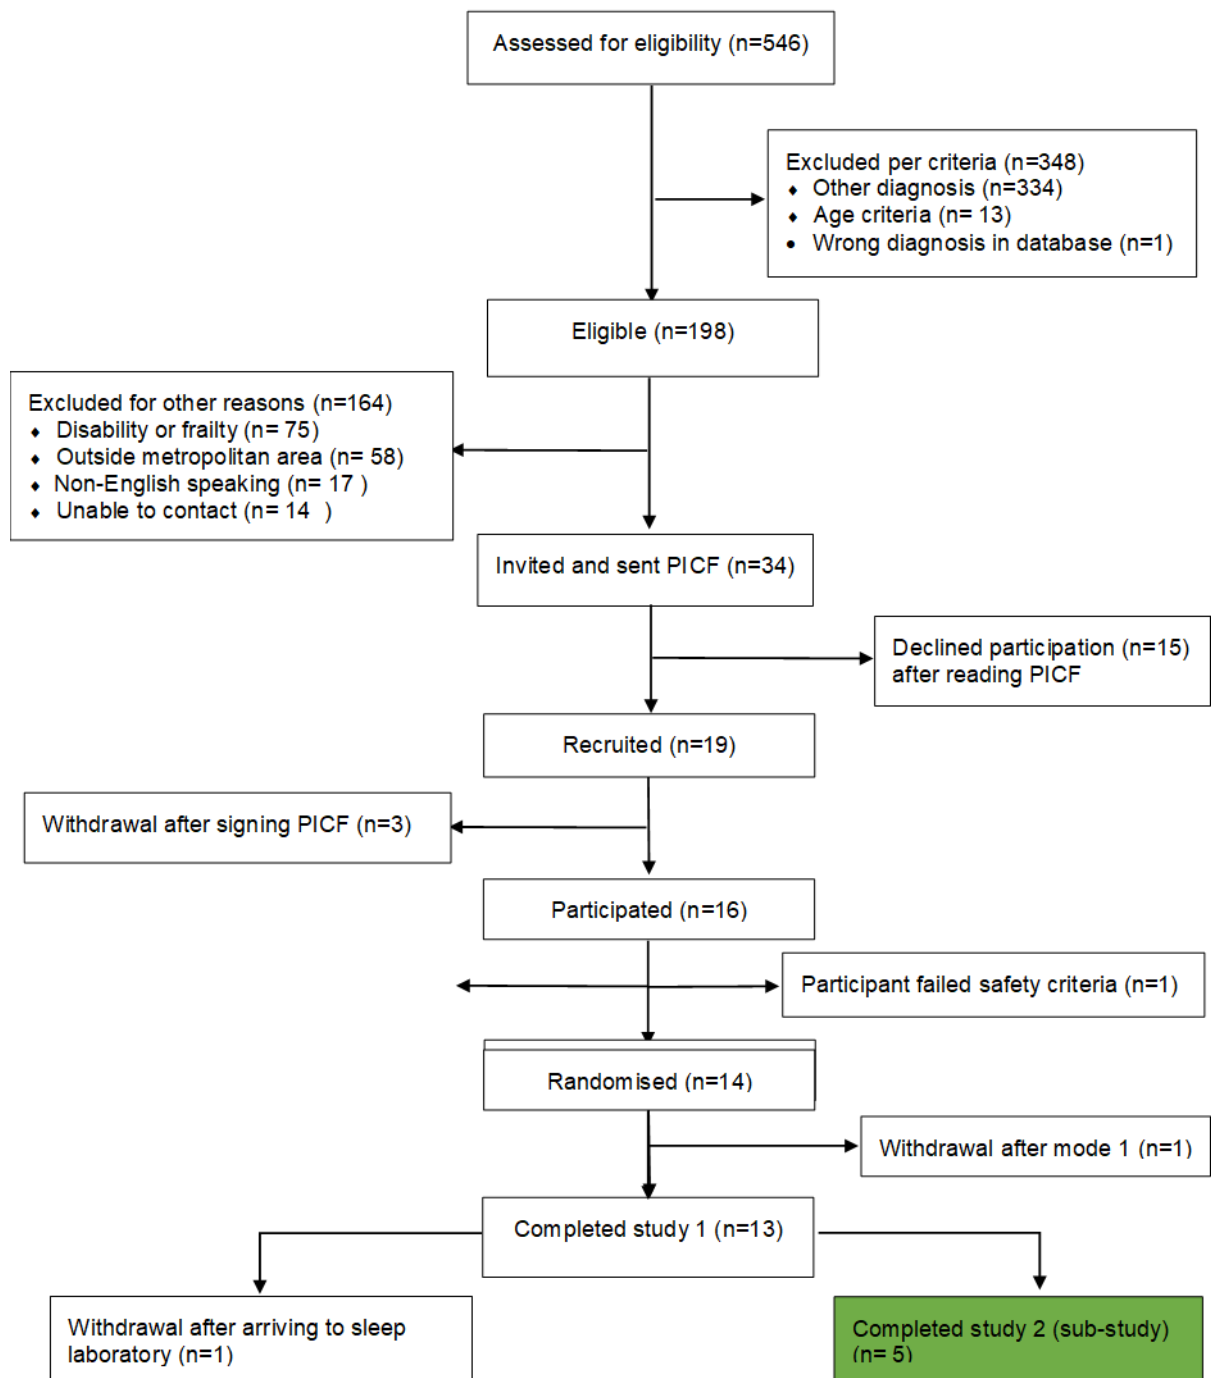 Assessed for eligibility (n=546)
Excluded per criteria (n=348)
♦ Other diagnosis (n=334)
♦ Age criteria (n= 13)
• Wrong diagnosis in database (n=1)
Eligible (n=198)
Excluded for other reasons (n=164)
♦ Disability or frailty (n= 75)
♦ Outside metropolitan area (n= 58)
♦ Non-English speaking (n= 17 )
♦ Unable to contact (n= 14 )
Invited and sent PICF (n=34)
Declined participation (n=15)
after reading PICF
Recruited (n=19)
Withdrawal after signing PICF (n=3)
Participated (n=16)
Participant failed safety criteria (n=1)
Randomised (n=14)
Withdrawal after mode 1 (n=1)
Completed study 1 (n=13)
Withdrawal after arriving to sleep
laboratory (n=1)
Completed study 2 (sub-study)
(n= 5)